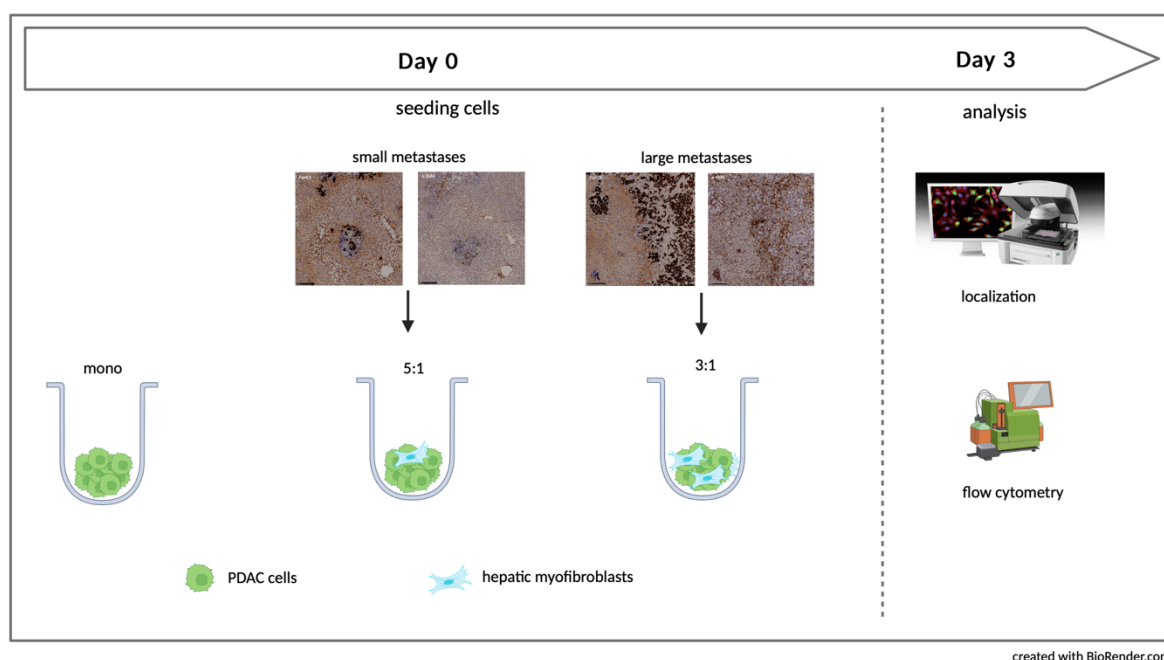 Day 0
Day 3
seeding cells
analysis
small metastases
large metastases
localization
mono
5:1
3:1
flow cytometry
PDAC cells
hepatic myofibroblasts
created with BioRender.com